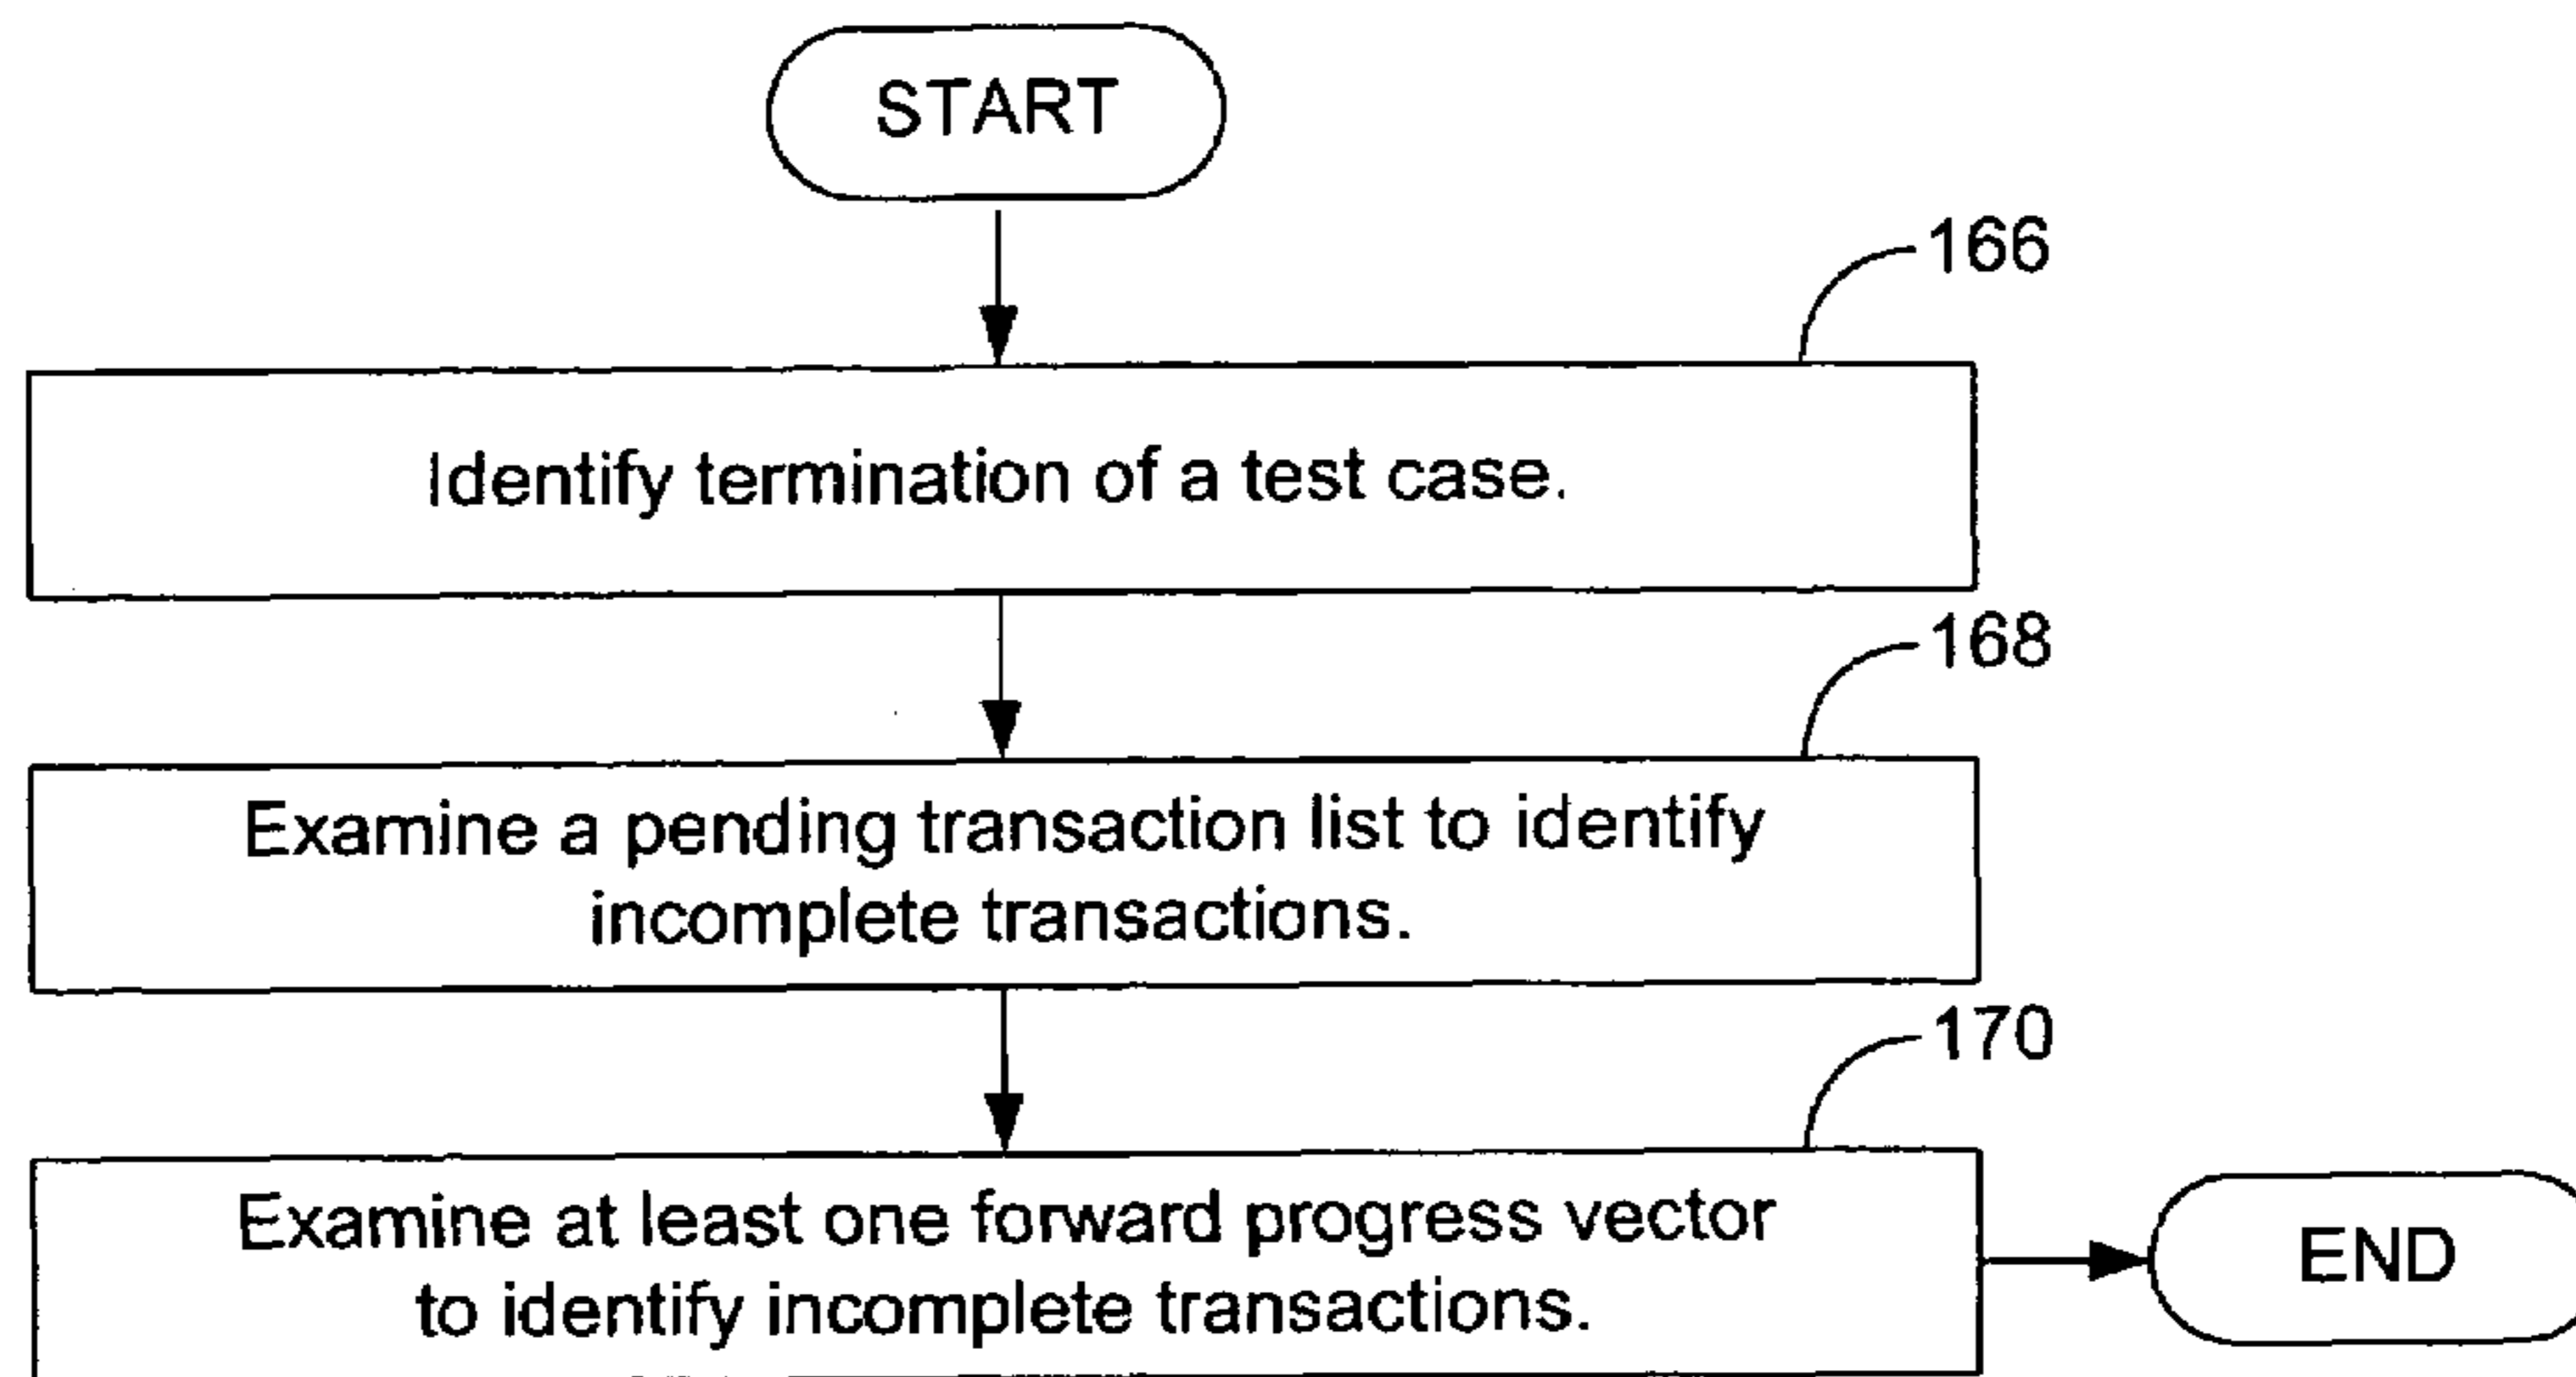 START
166
Identify termination of a test case.
168
Examine a pending transaction list to identify
incomplete transactions.
170
Examine at least one forward progress vector
to identify incomplete transactions.
END